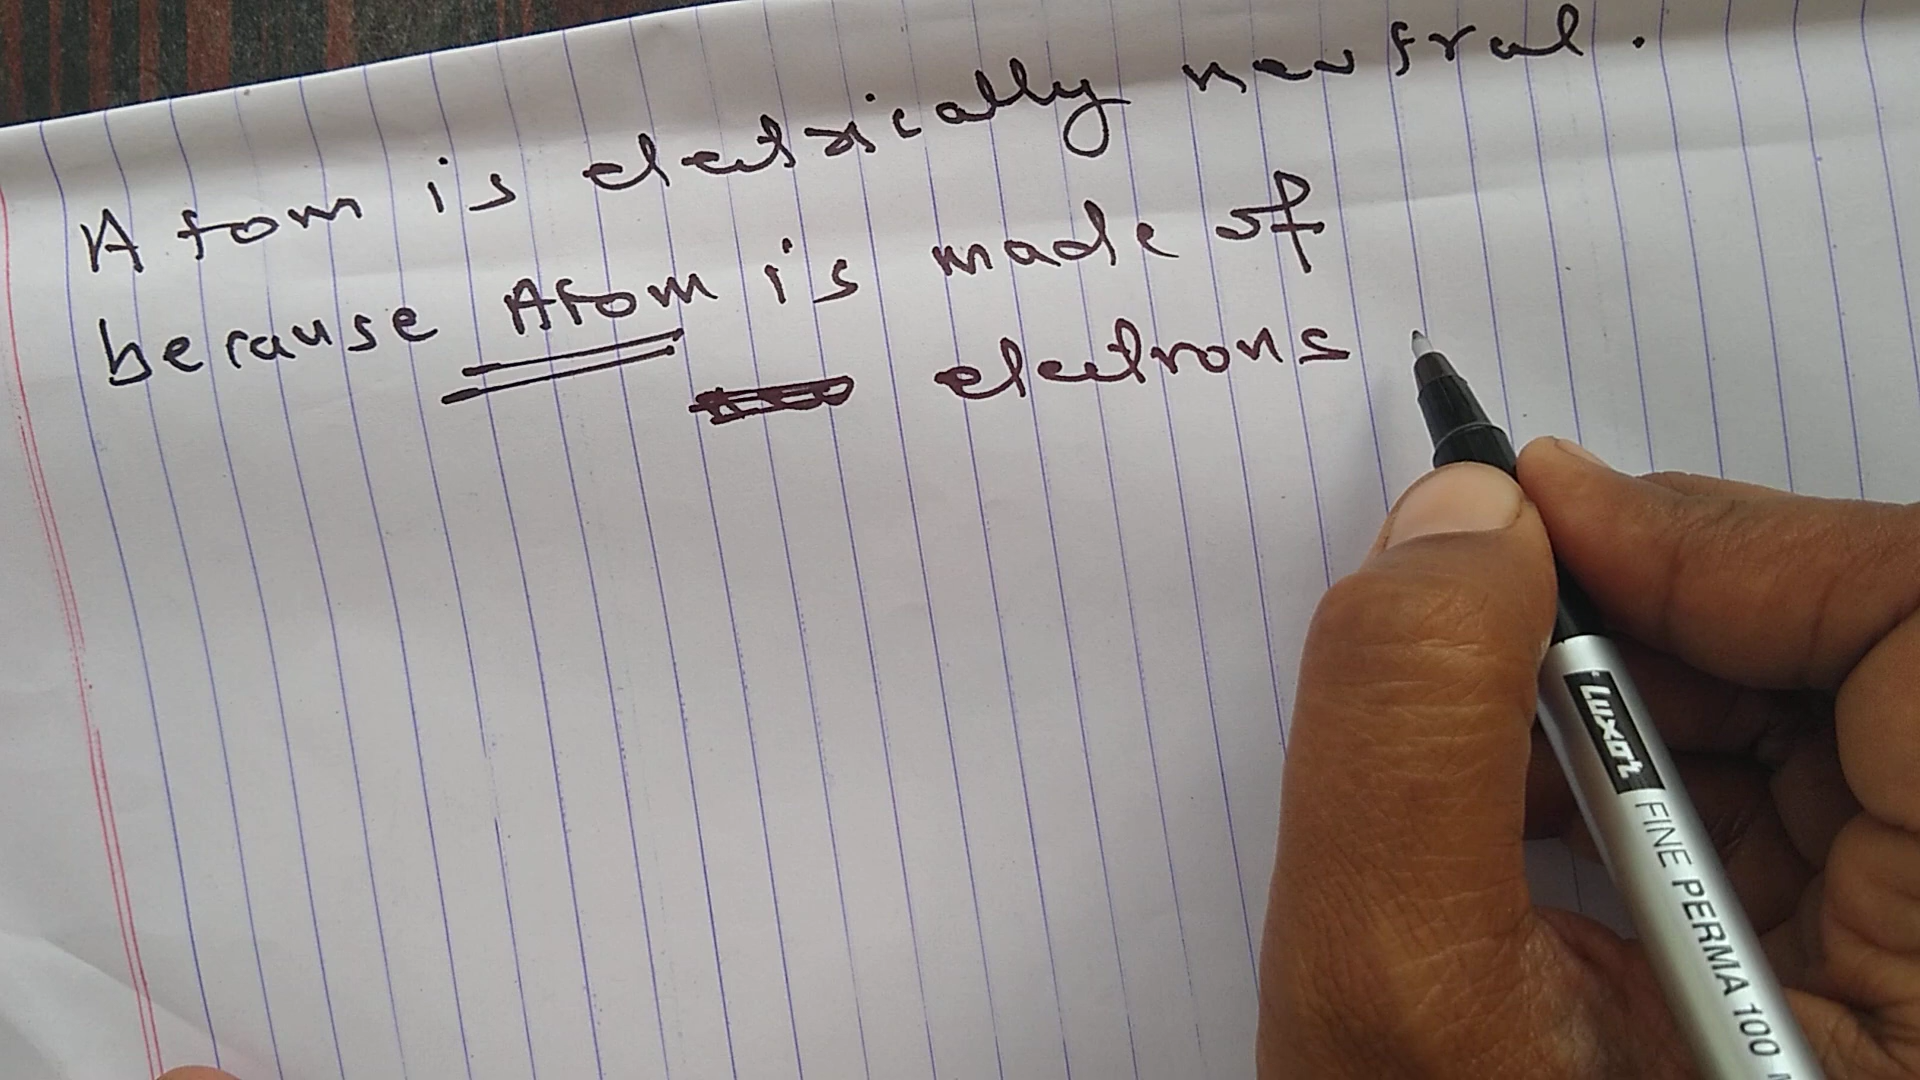 Atom is electrically neutral.
because Atom is made of
electrons
Luxor FINE PERMA 100